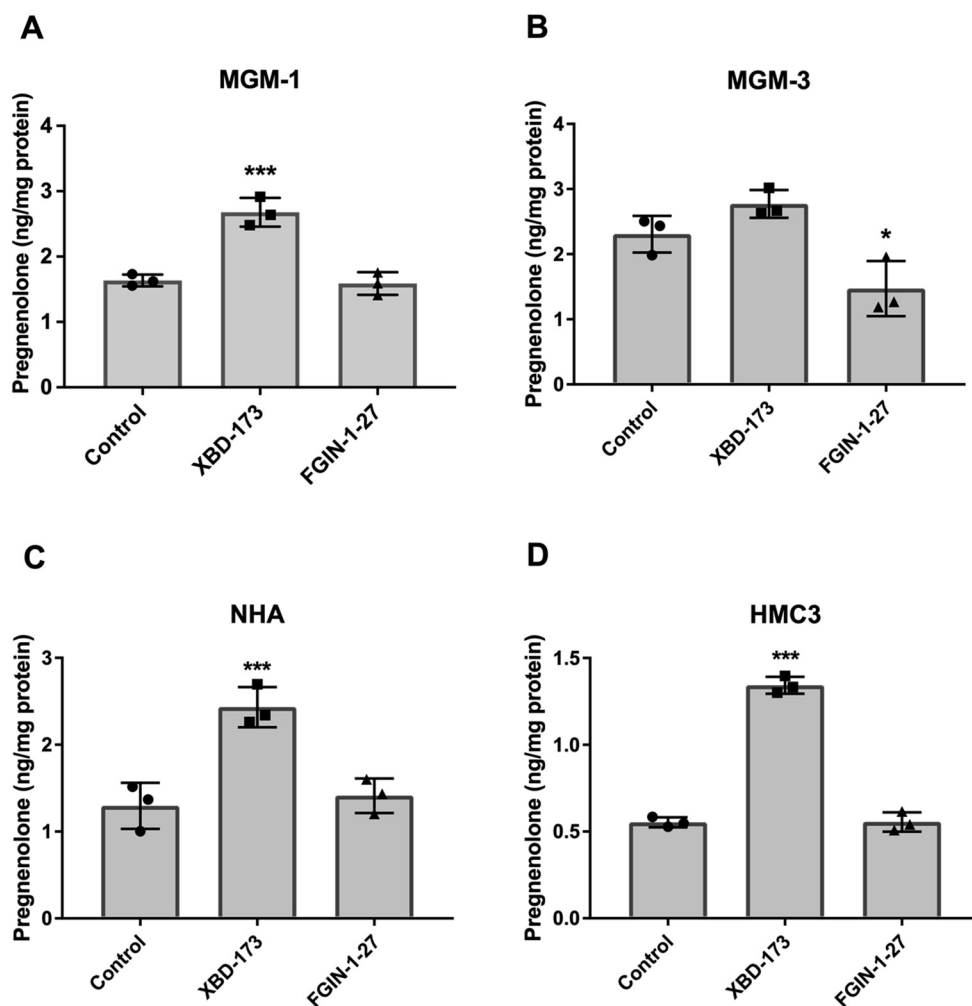 A
MGM-1
Pregnenolone (ng/mg protein)
4
3
2
1
0
***
Control
XBD-173
FGIN-1-27
B
MGM-3
Pregnenolone (ng/mg protein)
4
3
2
1
0
*
Control
XBD-173
FGIN-1-27
C
NHA
Pregnenolone (ng/mg protein)
3
2
1
0
***
Control
XBD-173
FGIN-1-27
D
HMC3
Pregnenolone (ng/mg protein)
1.5
1.0
0.5
0.0
***
Control
XBD-173
FGIN-1-27